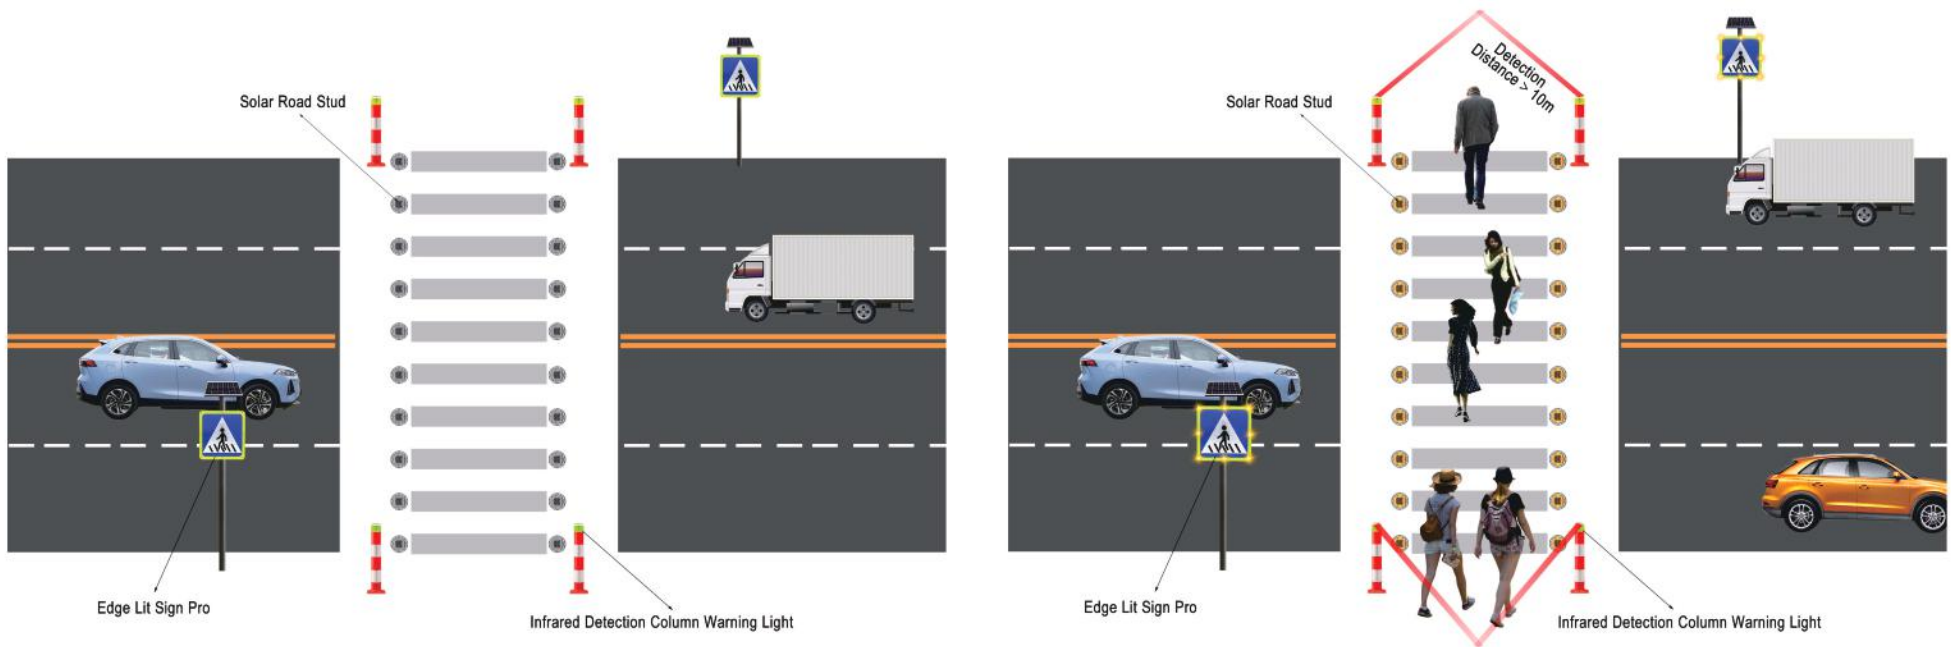 Solar Road Stud
Edge Lit Sign Pro
Infrared Detection Column Warning Light
Detection
Distance > 10m
Solar Road Stud
Edge Lit Sign Pro
Infrared Detection Column Warning Light